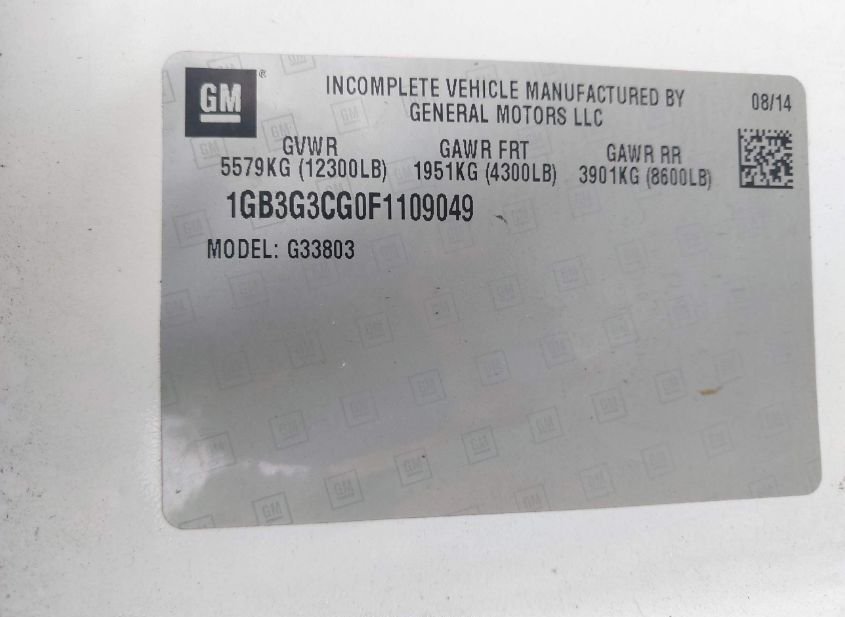 GM®
INCOMPLETE VEHICLE MANUFACTURED BY
GENERAL MOTORS LLC
08/14
GVWR GAWR FRT GAWR RR
5579KG (12300LB) 1951KG (4300LB) 3901KG (8600LB)
1GB3G3CG0F1109049
MODEL: G33803